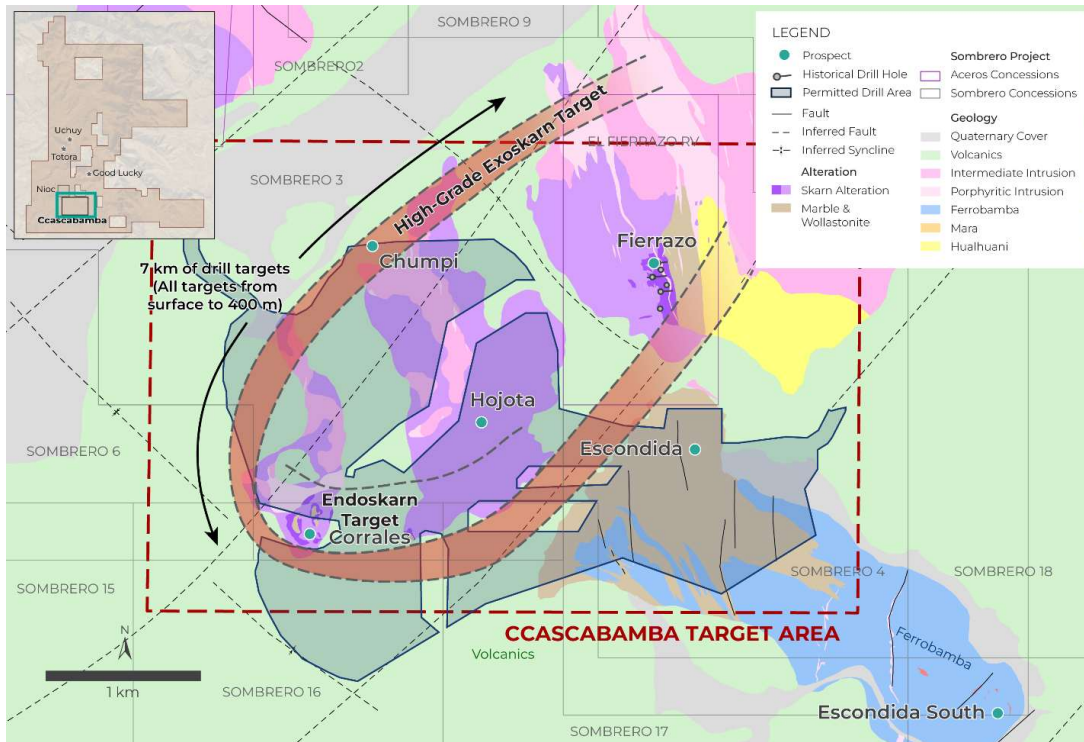 SOMBRERO 9
SOMBRERO2
Uchuy
Totora
Good Lucky
Nioc
Ccascabamba
EL FIERRAZO RV
SOMBRERO 3
High-Grade Exoskarn Target
Fierrazo
Chumpi
7 km of drill targets
(All targets from
surface to 400 m)
Hojota
Escondida
SOMBRERO 6
Endoskarn
Target
Corrales
SOMBRERO 15
SOMBRERO 4
SOMBRERO 18
CCASCABAMBA TARGET AREA
N
Volcanics
Ferrobamba
1 km
SOMBRERO 16
Escondida South
SOMBRERO 17
LEGEND
Prospect
Historical Drill Hole
Permitted Drill Area
Fault
Inferred Fault
Inferred Syncline
Alteration
Skarn Alteration
Marble &
Wollastonite
Sombrero Project
Aceros Concessions
Sombrero Concessions
Geology
Quaternary Cover
Volcanics
Intermediate Intrusion
Porphyritic Intrusion
Ferrobamba
Mara
Hualhuani